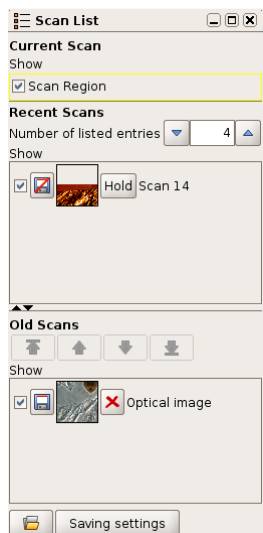 Scan List
Current Scan
Show
Scan Region
Recent Scans
Number of listed entries 4
Show
Hold Scan 14
Old Scans
Show
Optical image
Saving settings